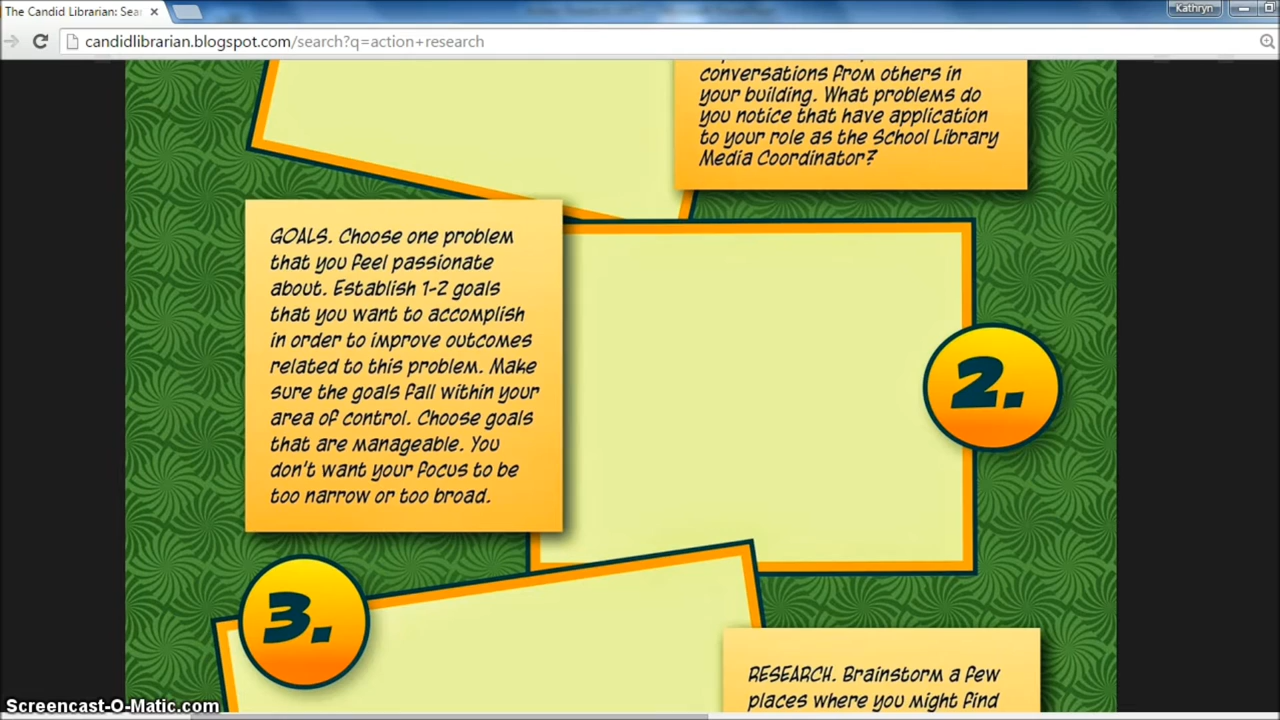 The Candid Librarian: Sear
Kathryn
candidlibrarian.blogspot.com/search?q=action+research
conversations from others in
your building. What problems do
you notice that have application
to your role as the School Library
Media Coordinator?
GOALS. Choose one problem
that you feel passionate
about. Establish 1-2 goals
that you want to accomplish
in order to improve outcomes
related to this problem. Make
sure the goals fall within your
area of control. Choose goals
that are manageable. You
don't want your focus to be
too narrow or too broad.
2.
3.
RESEARCH. Brainstorm a few
places where you might find
Screencast-O-Matic.com